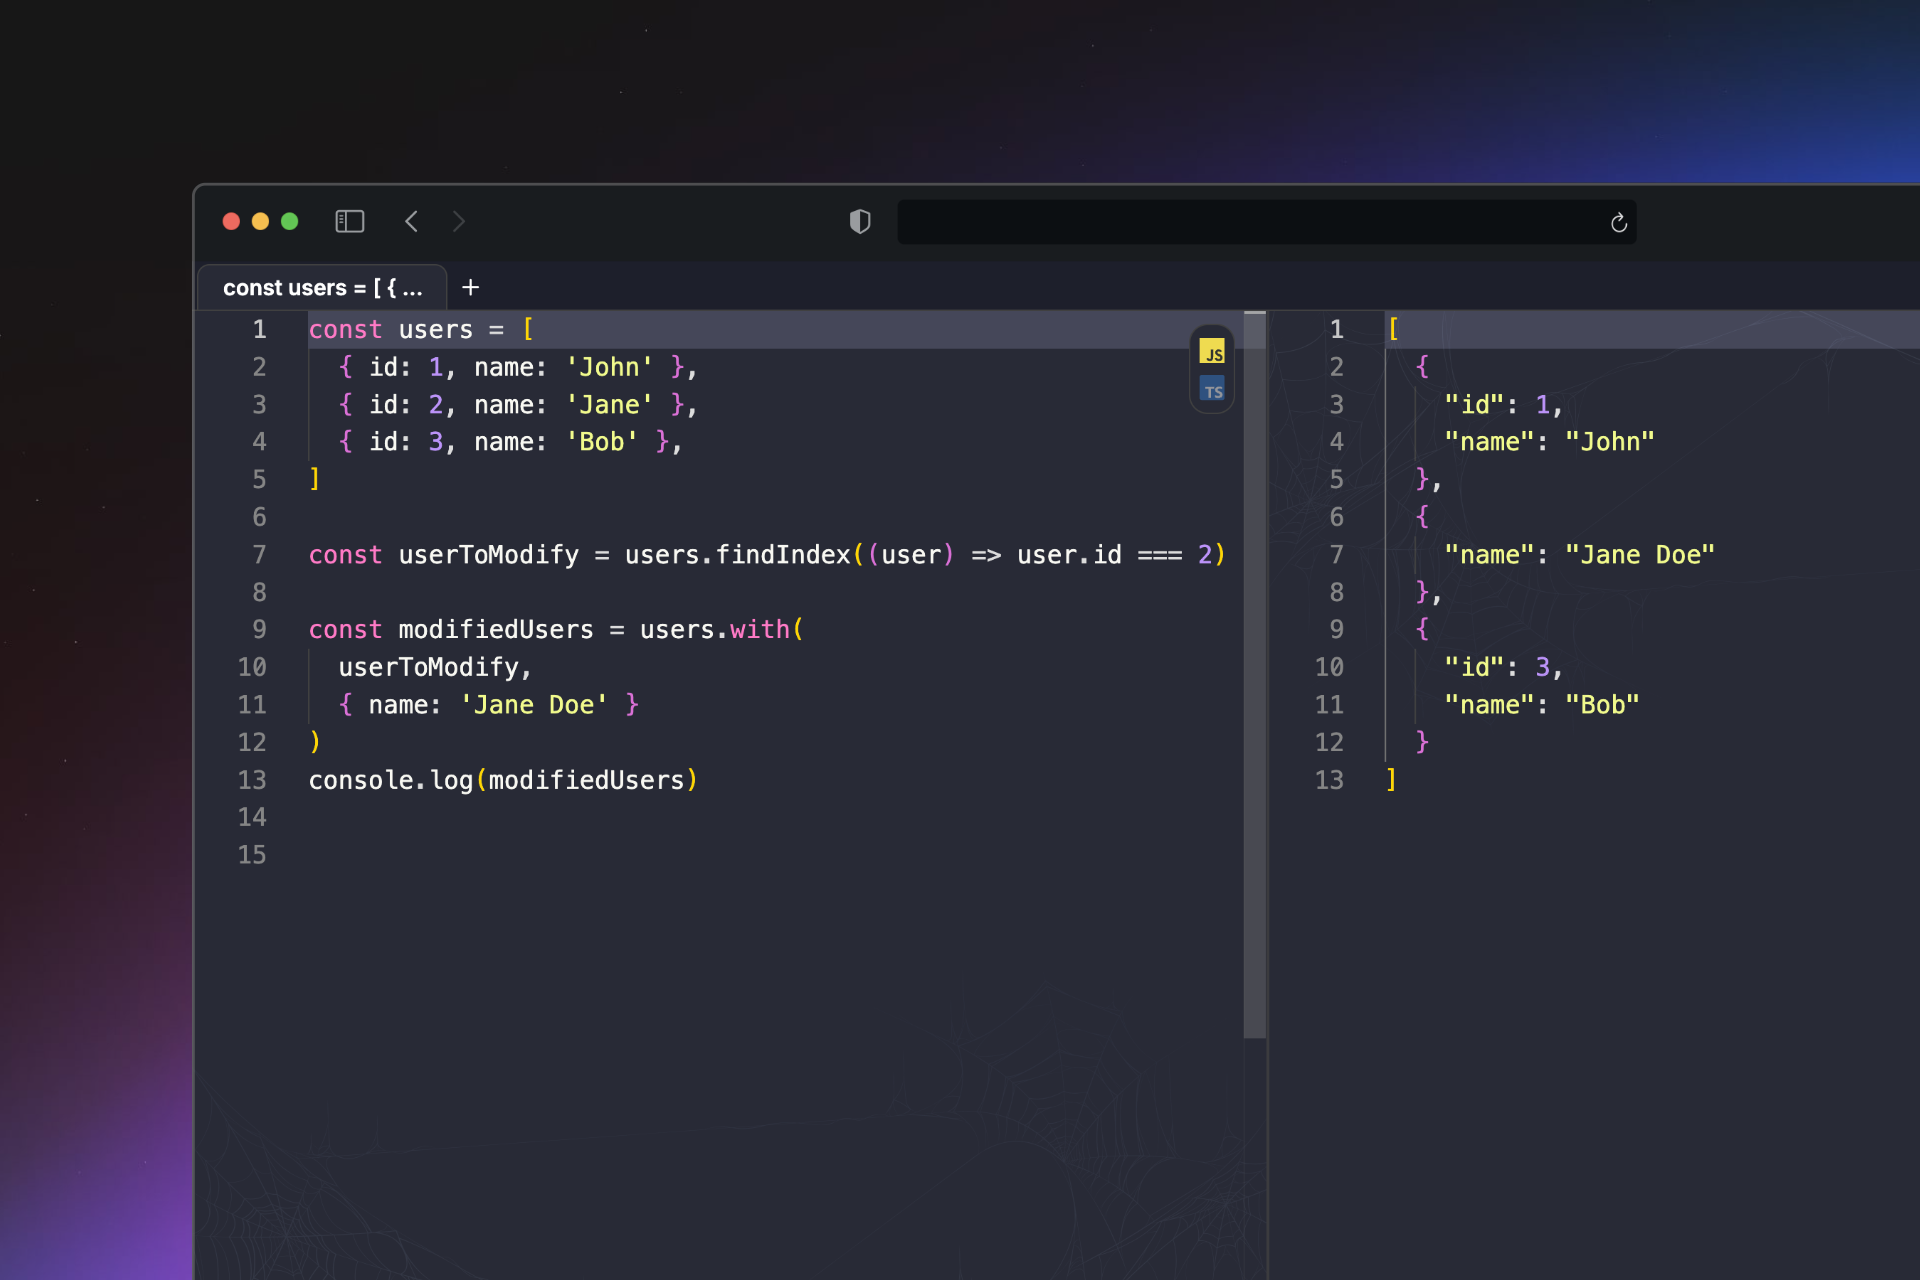 const users = [ { ...
+
1 const users = [
2 { id: 1, name: 'John' },
3 { id: 2, name: 'Jane' },
4 { id: 3, name: 'Bob' },
5 ]
6
7 const userToModify = users.findIndex((user) => user.id === 2)
8
9 const modifiedUsers = users.with(
10 userToModify,
11 { name: 'Jane Doe' }
12 )
13 console.log(modifiedUsers)
14
15
JS
TS
1 [
2 {
3 "id": 1,
4 "name": "John"
5 },
6 {
7 "name": "Jane Doe"
8 },
9 {
10 "id": 3,
11 "name": "Bob"
12 }
13 ]